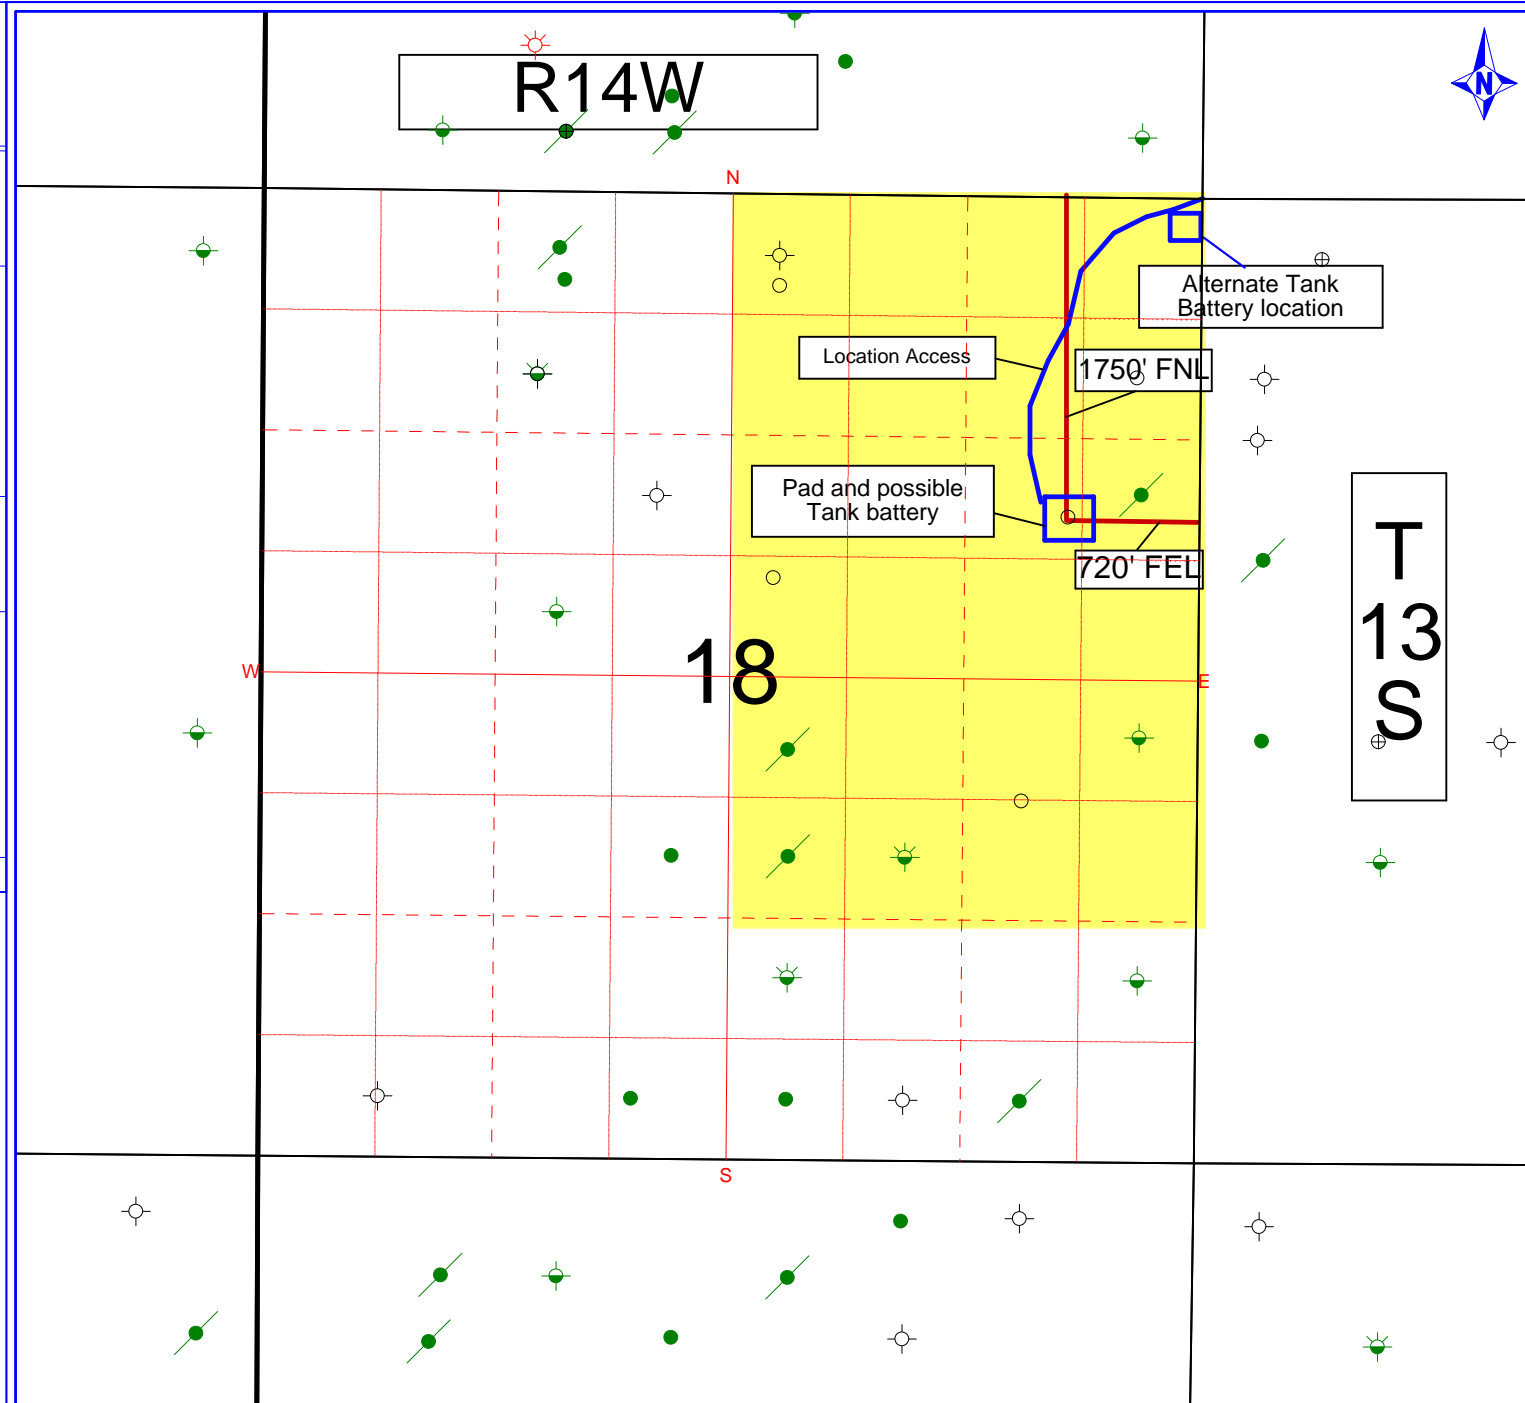 R14W
N
N
Alternate Tank
Battery location
Location Access
1750' FNL
Pad and possible
Tank battery
720' FEL
T
13
S
18
W
E
S